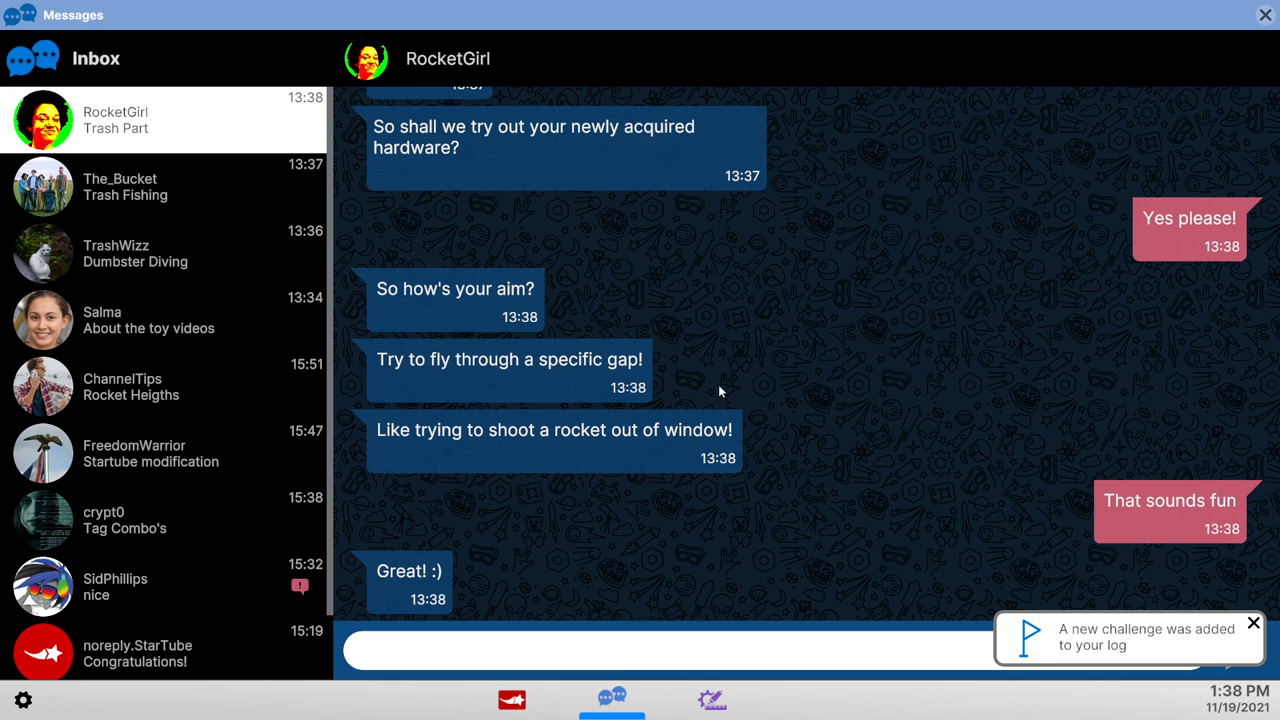 Messages
Inbox
RocketGirl
13:38
RocketGirl
Trash Part
13:37
The_Bucket
Trash Fishing
13:36
TrashWizz
Dumbster Diving
13:34
Salma
About the toy videos
15:51
ChannelTips
Rocket Heigths
15:47
FreedomWarrior
Startube modification
15:38
crypt0
Tag Combo's
15:32
SidPhillips
nice
15:19
noreply.StarTube
Congratulations!
13:37
So shall we try out your newly acquired
hardware?
13:37
Yes please!
13:38
So how's your aim?
13:38
Try to fly through a specific gap!
13:38
Like trying to shoot a rocket out of window!
13:38
That sounds fun
13:38
Great! :)
13:38
A new challenge was added
to your log
1:38 PM
11/19/2021